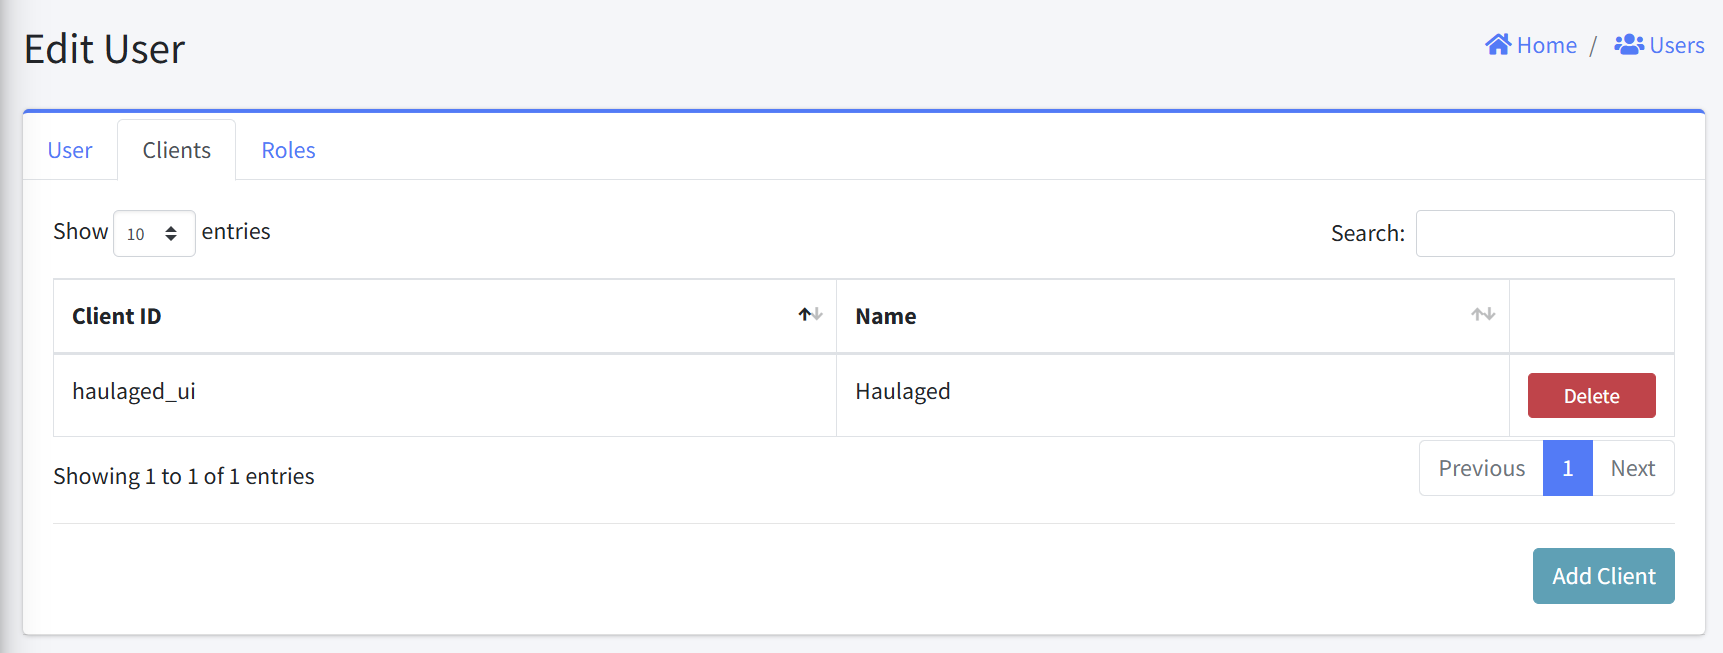 Edit User
Home / Users
User Clients Roles
Show 10 entries Search:
Client ID Name
haulaged_ui Haulaged Delete
Showing 1 to 1 of 1 entries Previous 1 Next
Add Client